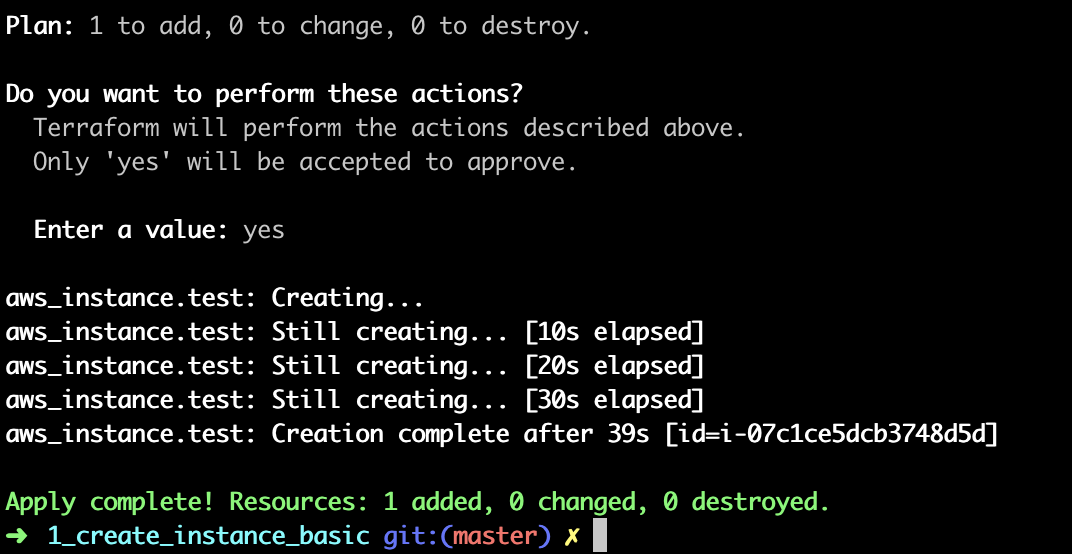 Plan: 1 to add, 0 to change, 0 to destroy.
Do you want to perform these actions?
Terraform will perform the actions described above.
Only 'yes' will be accepted to approve.
Enter a value: yes
aws_instance.test: Creating...
aws_instance.test: Still creating... [10s elapsed]
aws_instance.test: Still creating... [20s elapsed]
aws_instance.test: Still creating... [30s elapsed]
aws_instance.test: Creation complete after 39s [id=i-07c1ce5dcb3748d5d]
Apply complete! Resources: 1 added, 0 changed, 0 destroyed.
➜ 1_create_instance_basic git:(master) ✗